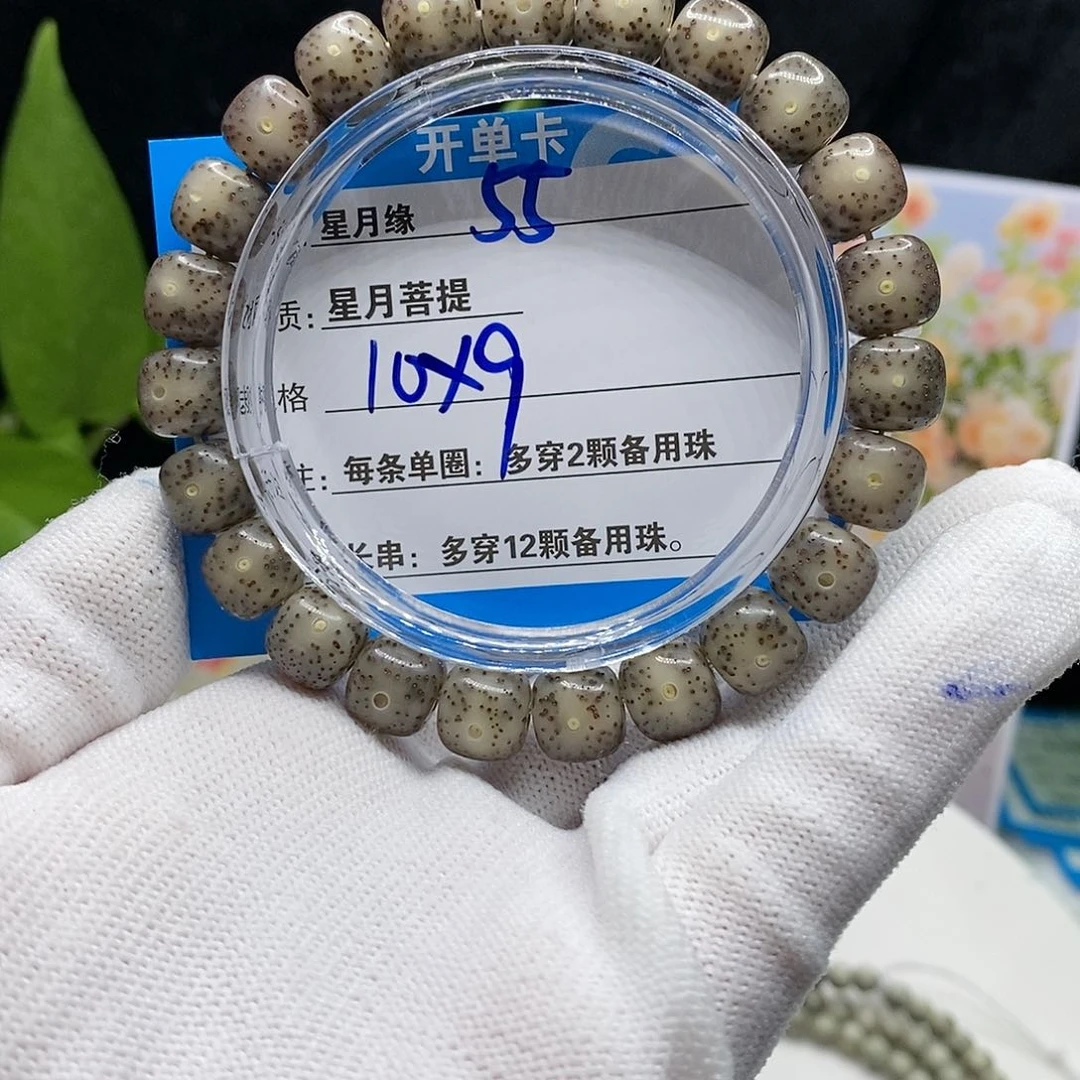 开单卡
星月缘 55
质：星月菩提
格 10X9
主：每条单圈：多穿2颗备用珠
长串：多穿12颗备用珠。